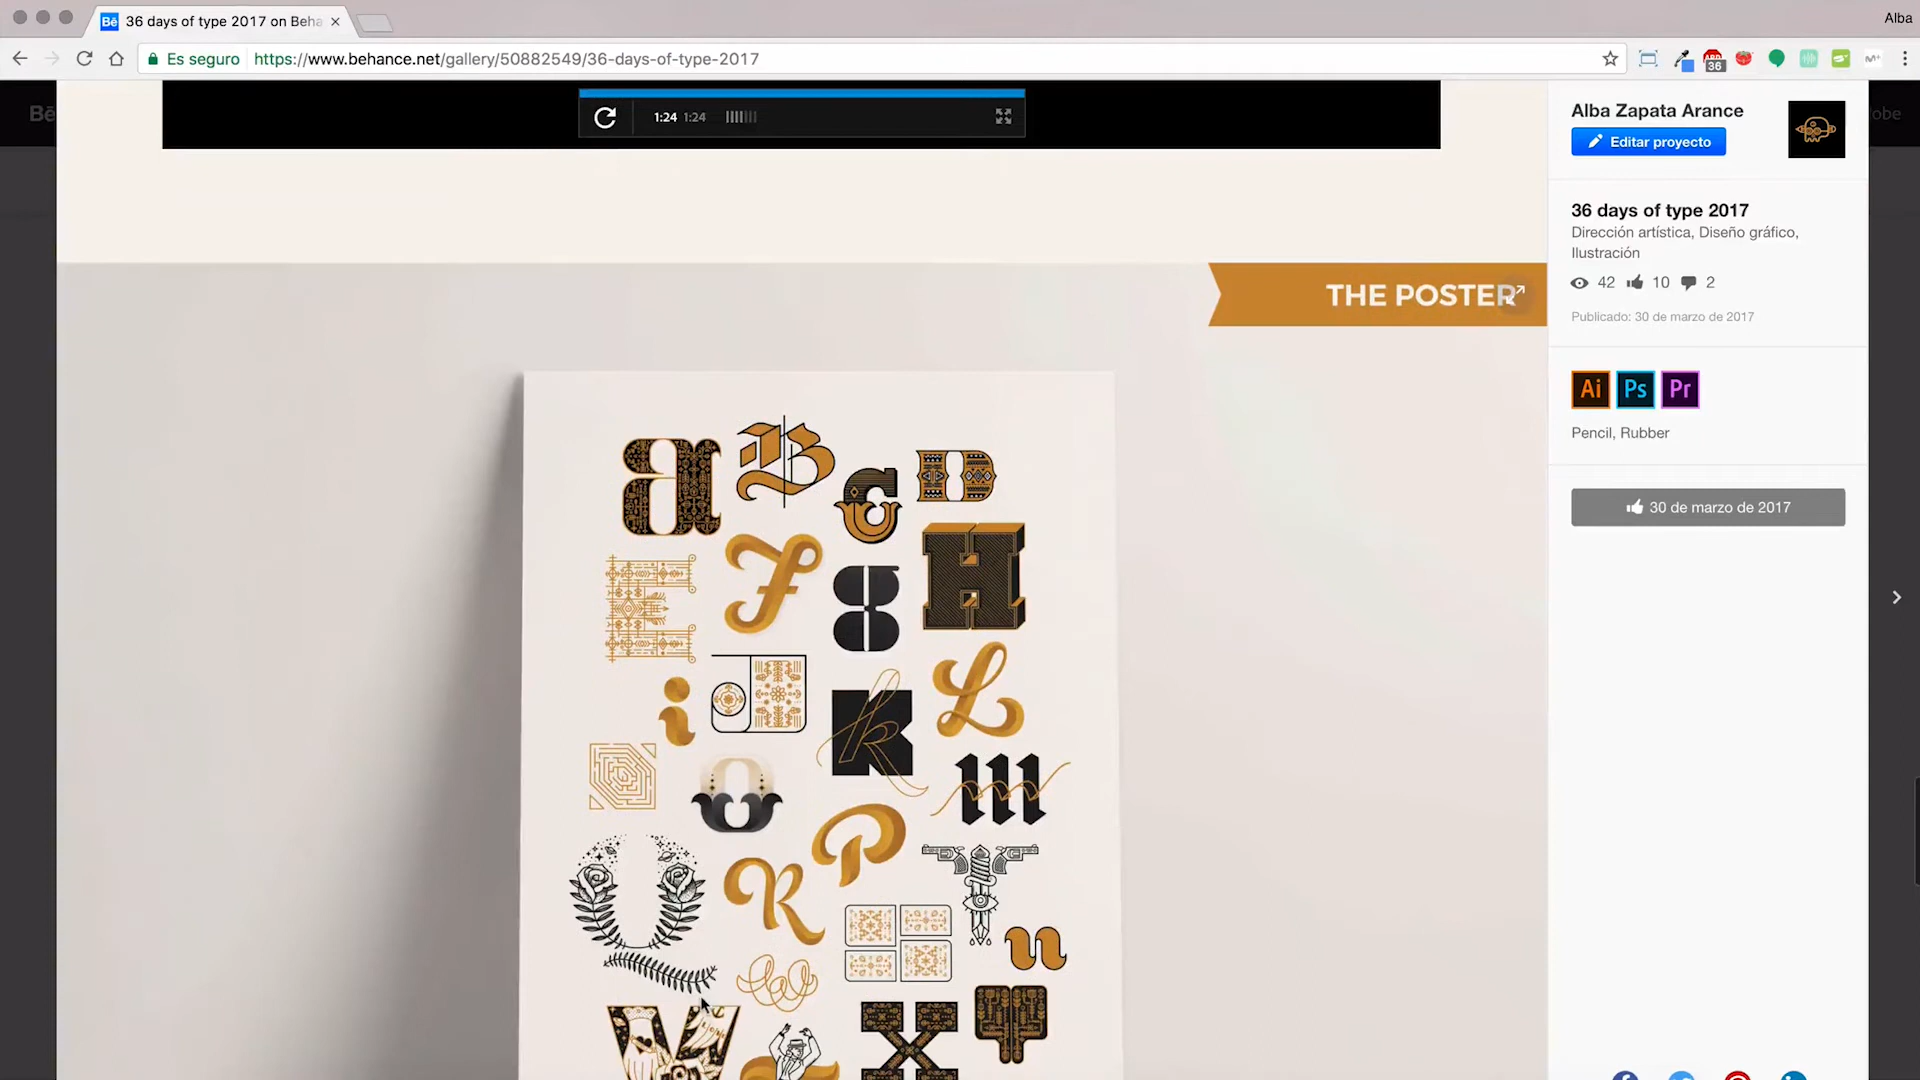 36 days of type 2017 on Beha
Alba
Es seguro
https://www.behance.net/gallery/50882549/36-days-of-type-2017
36
Bē
1:24 1:24
obe
Alba Zapata Arance
Editar proyecto
36 days of type 2017
Dirección artística, Diseño gráfico,
Ilustración
42 10 2
Publicado: 30 de marzo de 2017
THE POSTER
Ai Ps Pr
Pencil, Rubber
30 de marzo de 2017
a B C D
E F G H
i J K L
N O P m
Q R S T u
V W X Y
Z